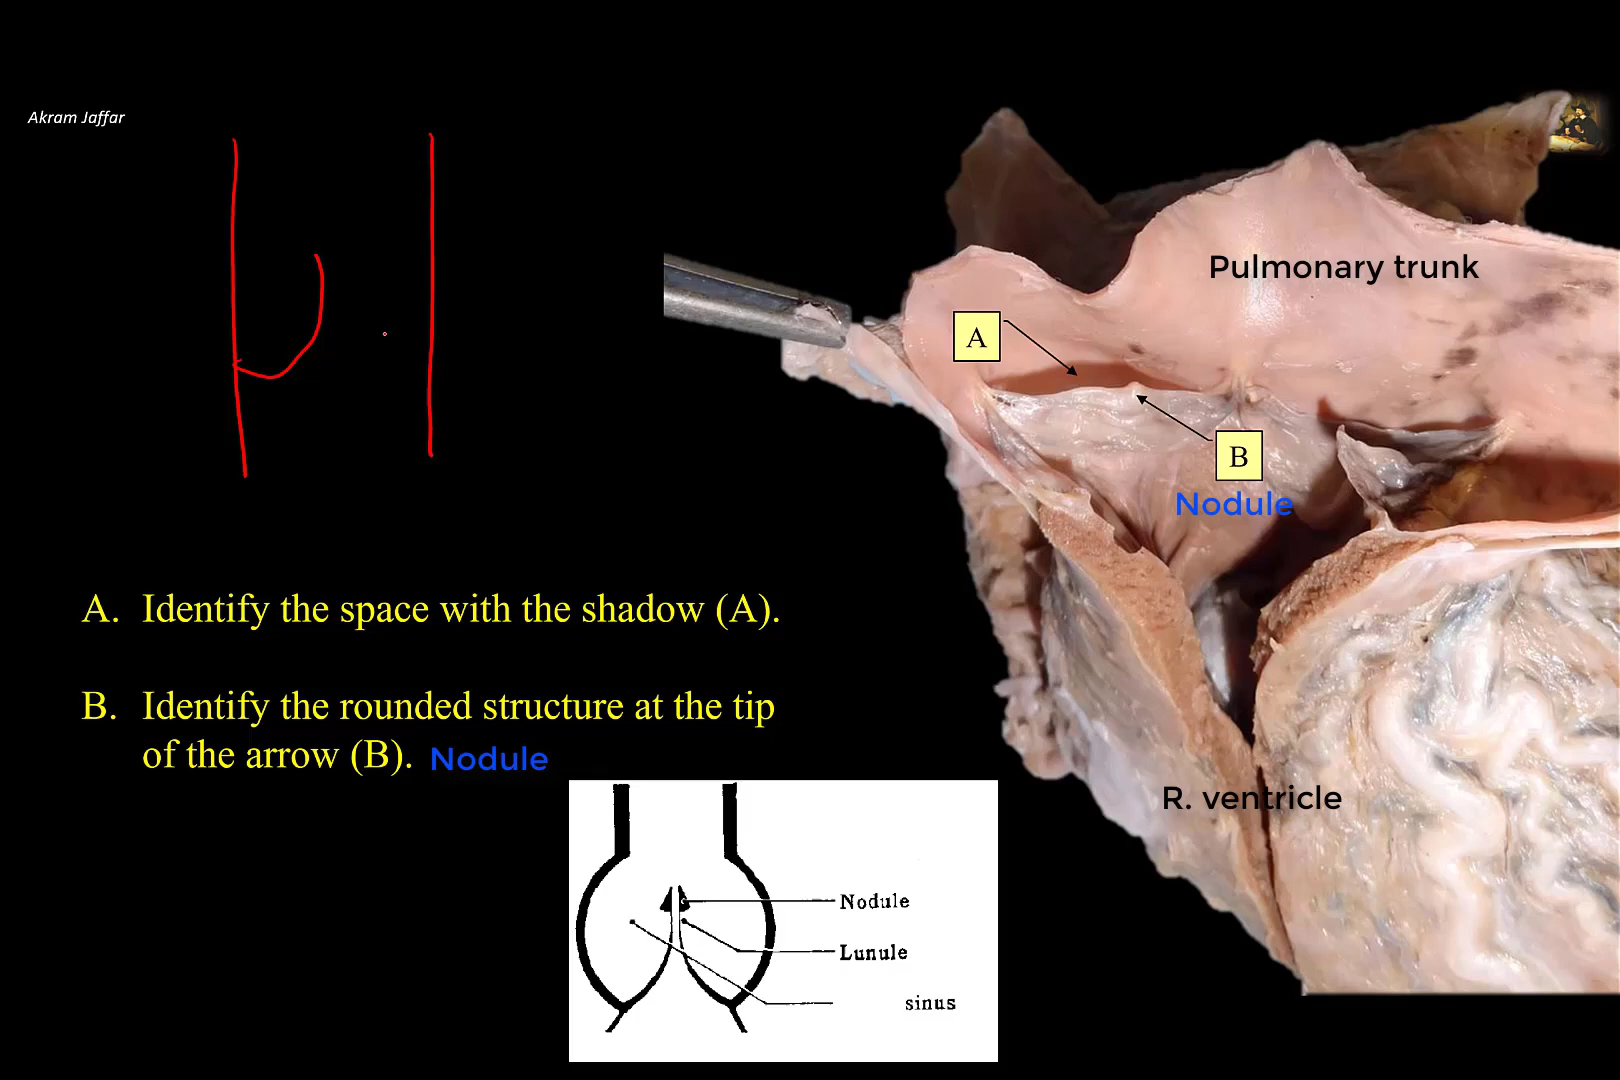 Akram Jaffar
Pulmonary trunk
A
B
Nodule
A. Identify the space with the shadow (A).
B. Identify the rounded structure at the tip
of the arrow (B). Nodule
R. ventricle
Nodule
Lunule
sinus